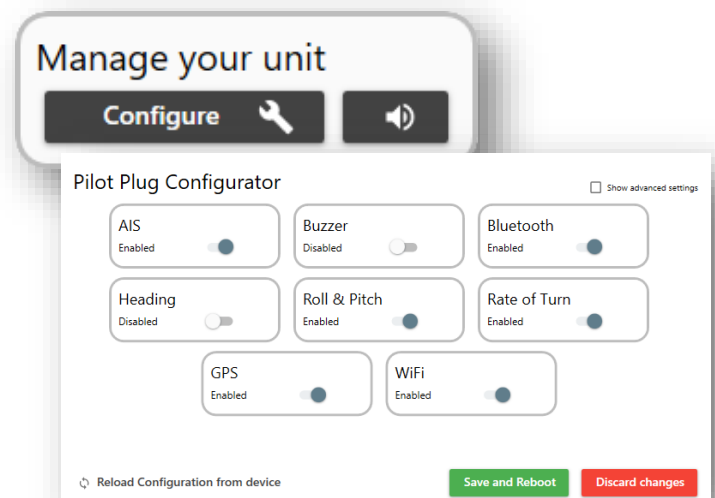 Manage your unit
Configure
Pilot Plug Configurator
Show advanced settings
AIS
Enabled
Buzzer
Disabled
Bluetooth
Enabled
Heading
Disabled
Roll & Pitch
Enabled
Rate of Turn
Enabled
GPS
Enabled
WiFi
Enabled
Reload Configuration from device
Save and Reboot
Discard changes